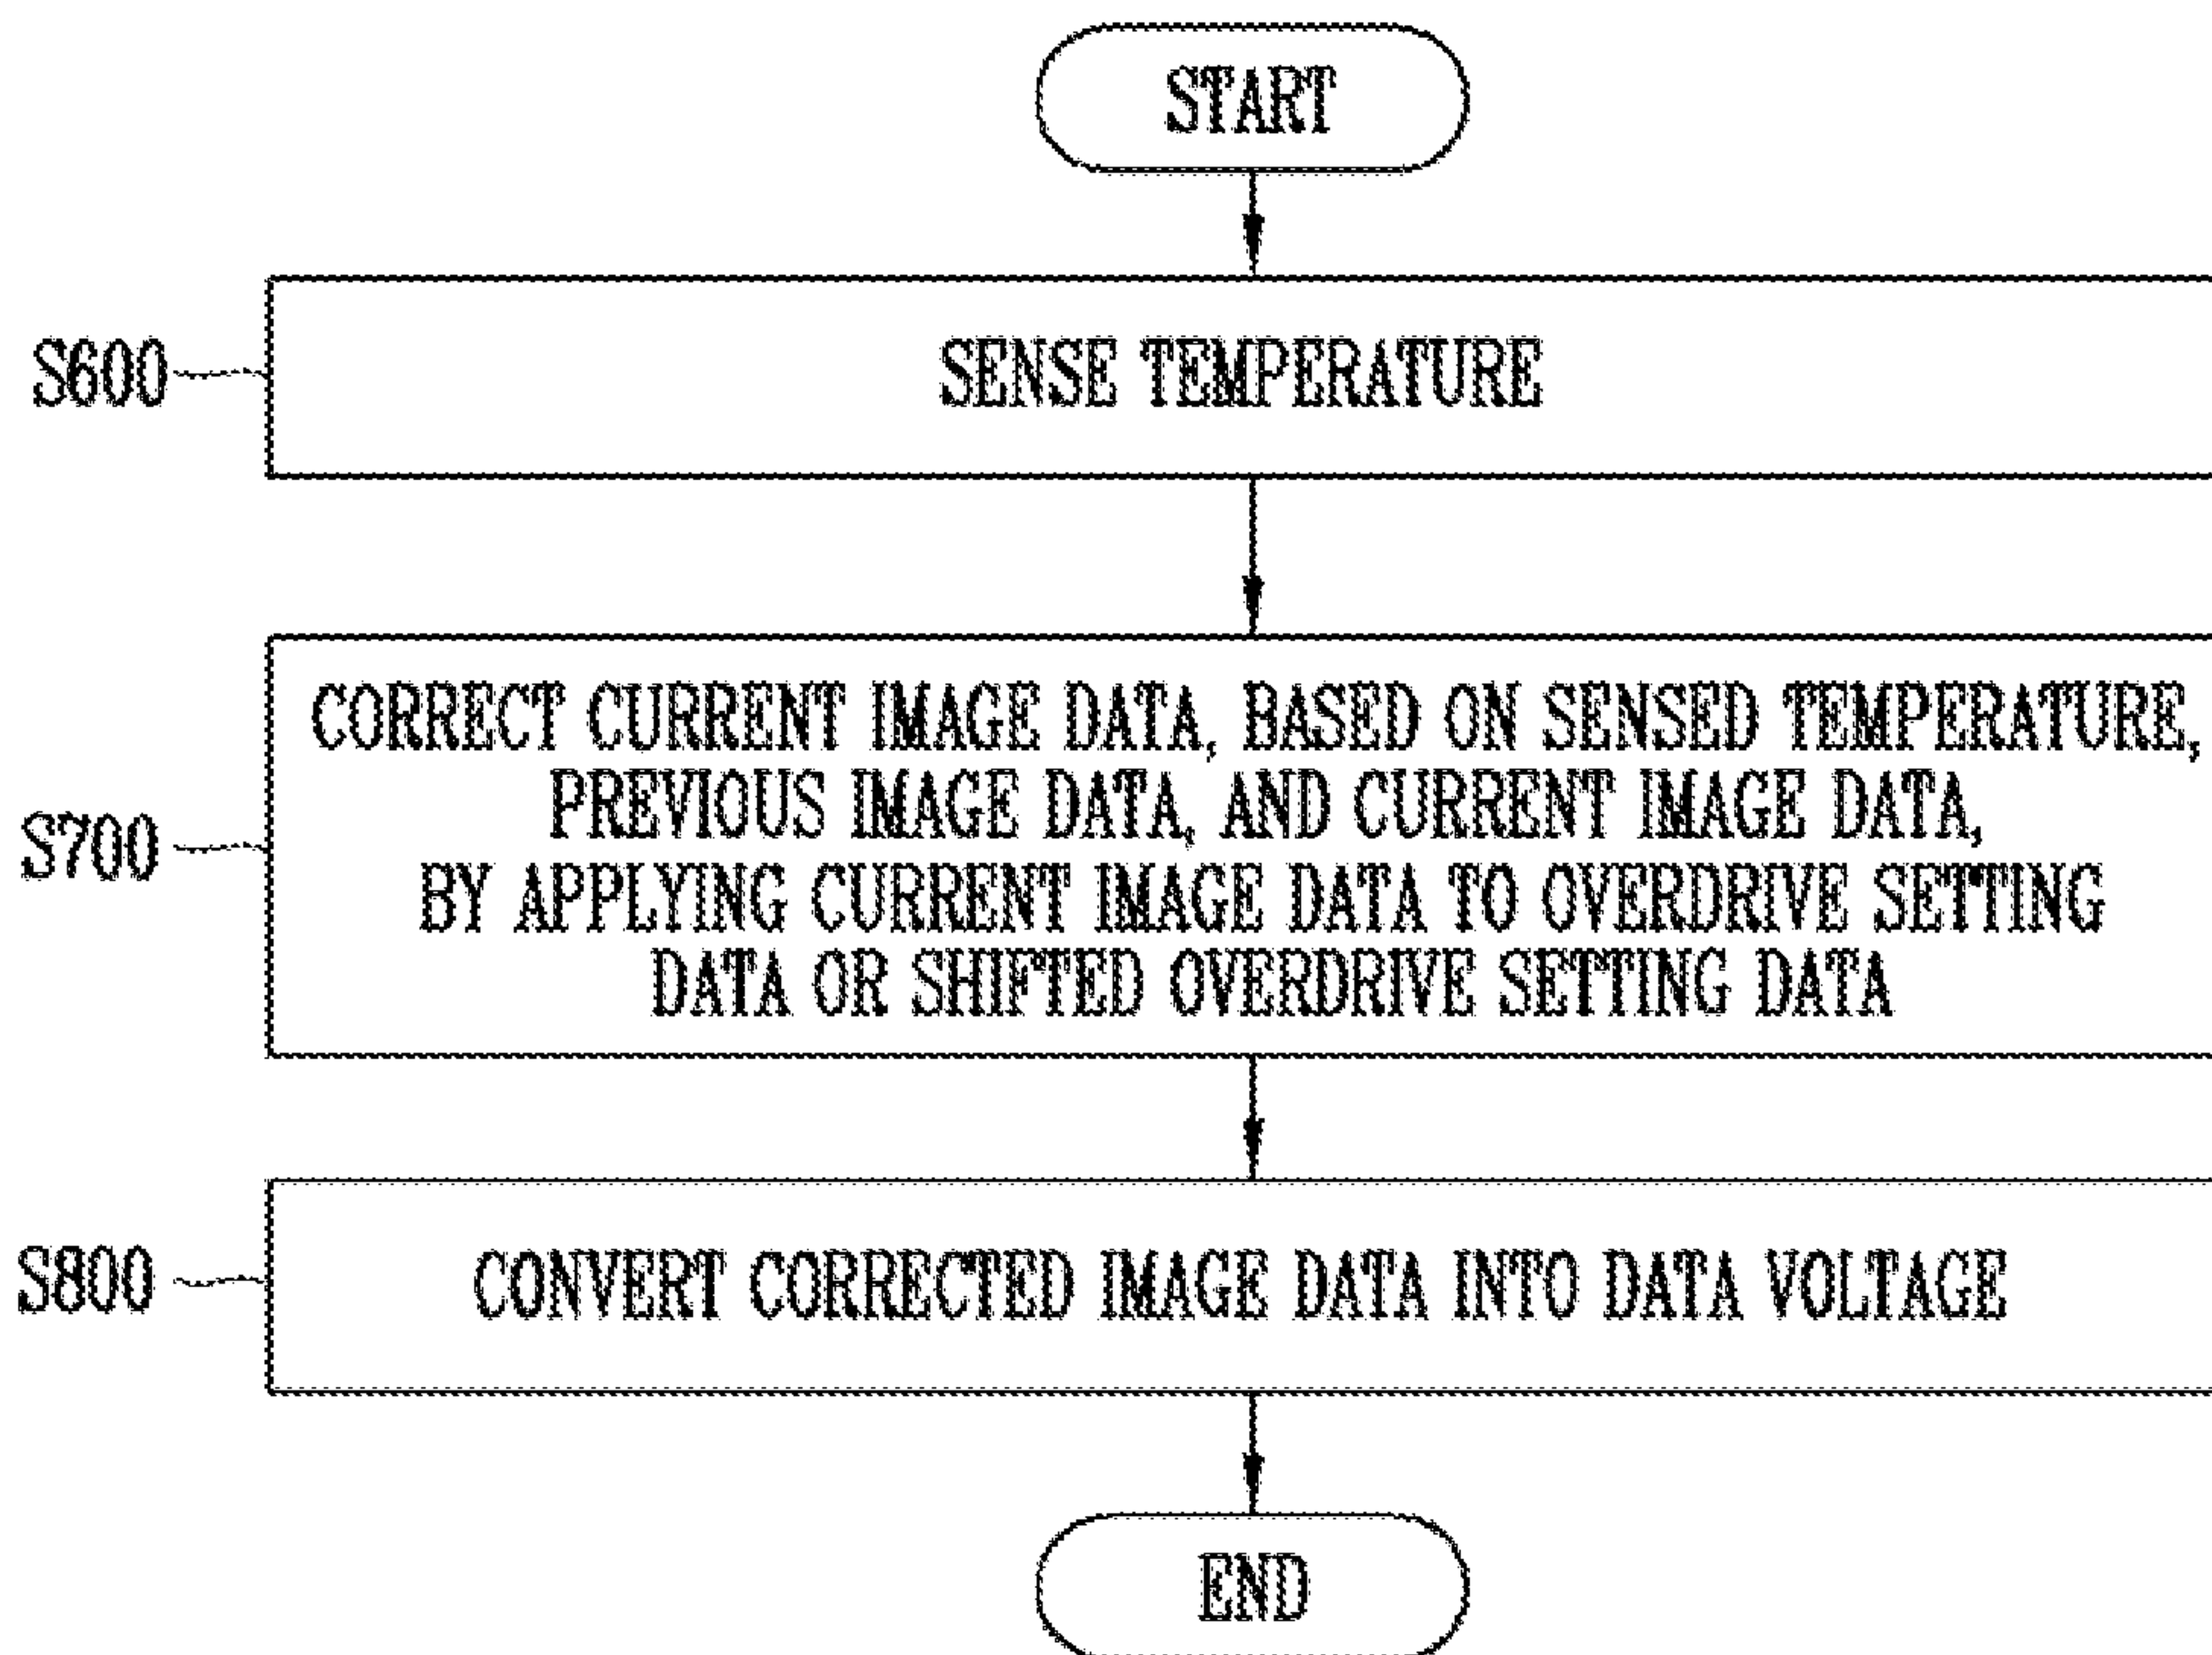 START
S600
SENSE TEMPERATURE
S700
CORRECT CURRENT IMAGE DATA, BASED ON SENSED TEMPERATURE,
PREVIOUS IMAGE DATA, AND CURRENT IMAGE DATA,
BY APPLYING CURRENT IMAGE DATA TO OVERDRIVE SETTING
DATA OR SHIFTED OVERDRIVE SETTING DATA
S800
CONVERT CORRECTED IMAGE DATA INTO DATA VOLTAGE
END